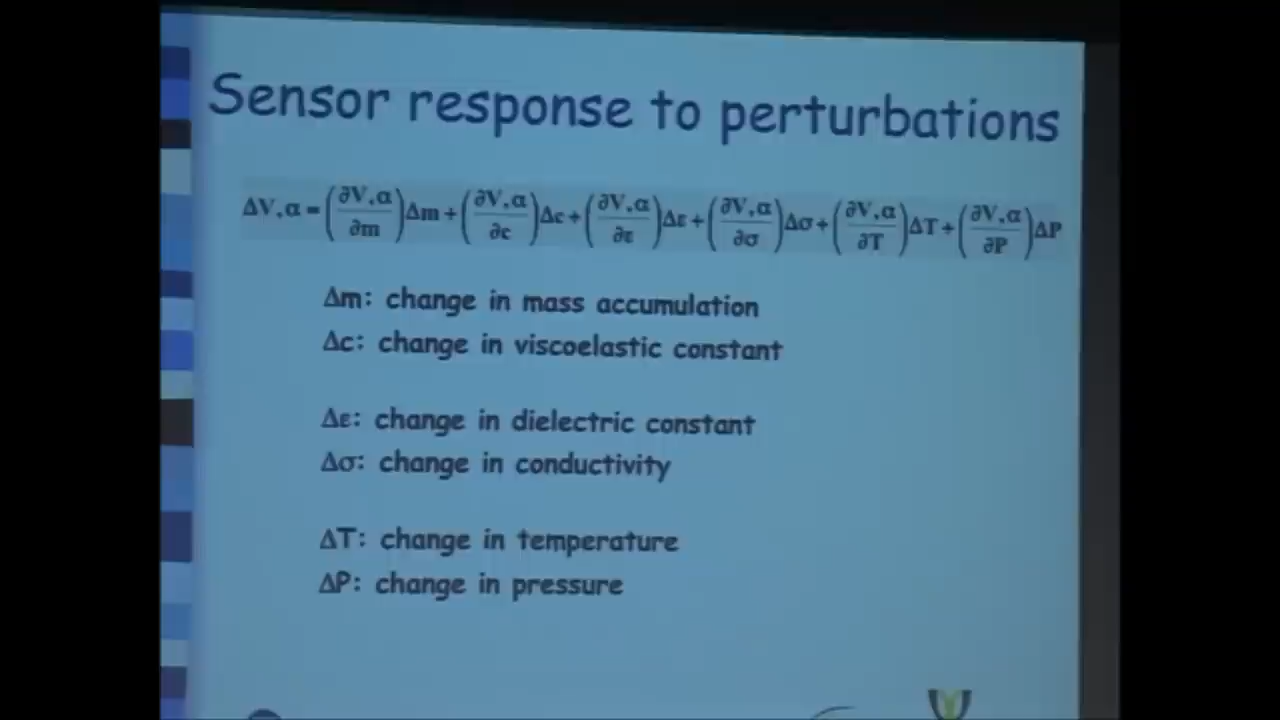 Sensor response to perturbations
ΔV,α = (∂V,α/∂m)Δm + (∂V,α/∂c)Δc + (∂V,α/∂ε)Δε + (∂V,α/∂σ)Δσ + (∂V,α/∂T)ΔT + (∂V,α/∂P)ΔP
Δm: change in mass accumulation
Δc: change in viscoelastic constant
Δε: change in dielectric constant
Δσ: change in conductivity
ΔT: change in temperature
ΔP: change in pressure